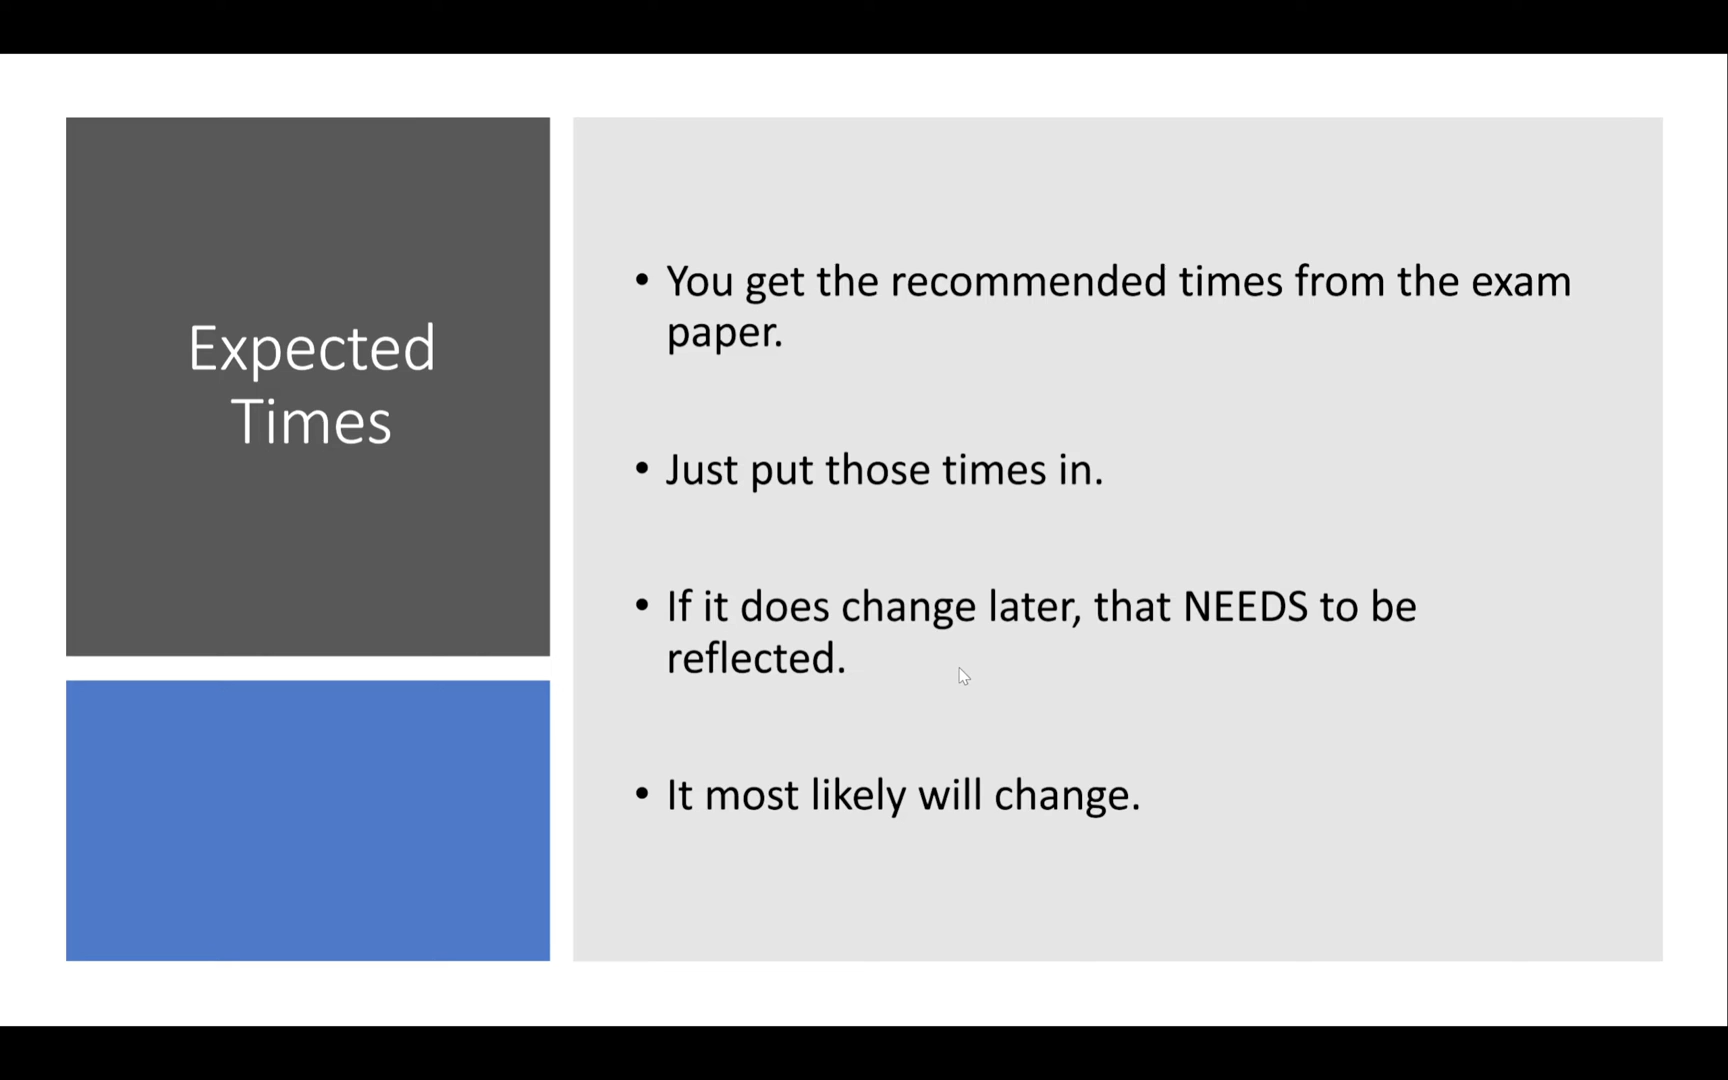 Expected
Times
• You get the recommended times from the exam
paper.
• Just put those times in.
• If it does change later, that NEEDS to be
reflected.
• It most likely will change.